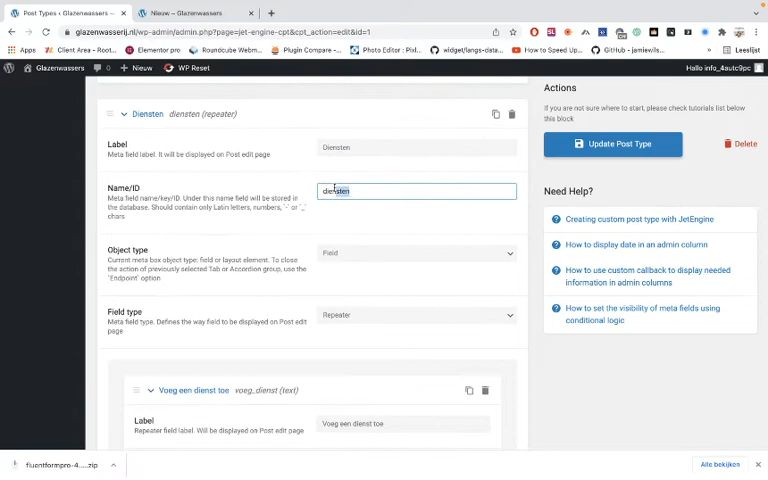 Post Types ‹ Glazenwassers
Nieuw – Glazenwassers
glazenwasserij.nl/wp-admin/admin.php?page=jet-engine-cpt&cpt_action=edit&id=1
Apps
Client Area - Root...
Elementor pro
Roundcube Webm...
Plugin Compare -...
Photo Editor : Pixl...
widget/langs-data...
How to Speed Up...
GitHub - jamiewils...
»
Leeslijst
Glazenwassers
0
Nieuw
WP Reset
Hallo info_4autc9pc
Diensten diensten (repeater)
Label
Meta field label. It will be displayed on Post edit page
Diensten
Name/ID
Meta field name/key/ID. Under this name field will be stored in
the database. Should contain only Latin letters, numbers, `-` or `_`
chars
diensten
Object type
Current meta box object type: field or layout element. To close
the action of previously selected Tab or Accordion group, use the
`Endpoint` option
Field
Field type
Meta field type. Defines the way field to be displayed on Post edit
page
Repeater
Voeg een dienst toe voeg_dienst (text)
Label
Repeater field label. Will be displayed on Post edit page
Voeg een dienst toe
Actions
If you are not sure where to start, please check tutorials list below
this block
Update Post Type
Delete
Need Help?
Creating custom post type with JetEngine
How to display date in an admin column
How to use custom callback to display needed
information in admin columns
How to set the visibility of meta fields using
conditional logic
fluentformpro-4.....zip
Alle bekijken